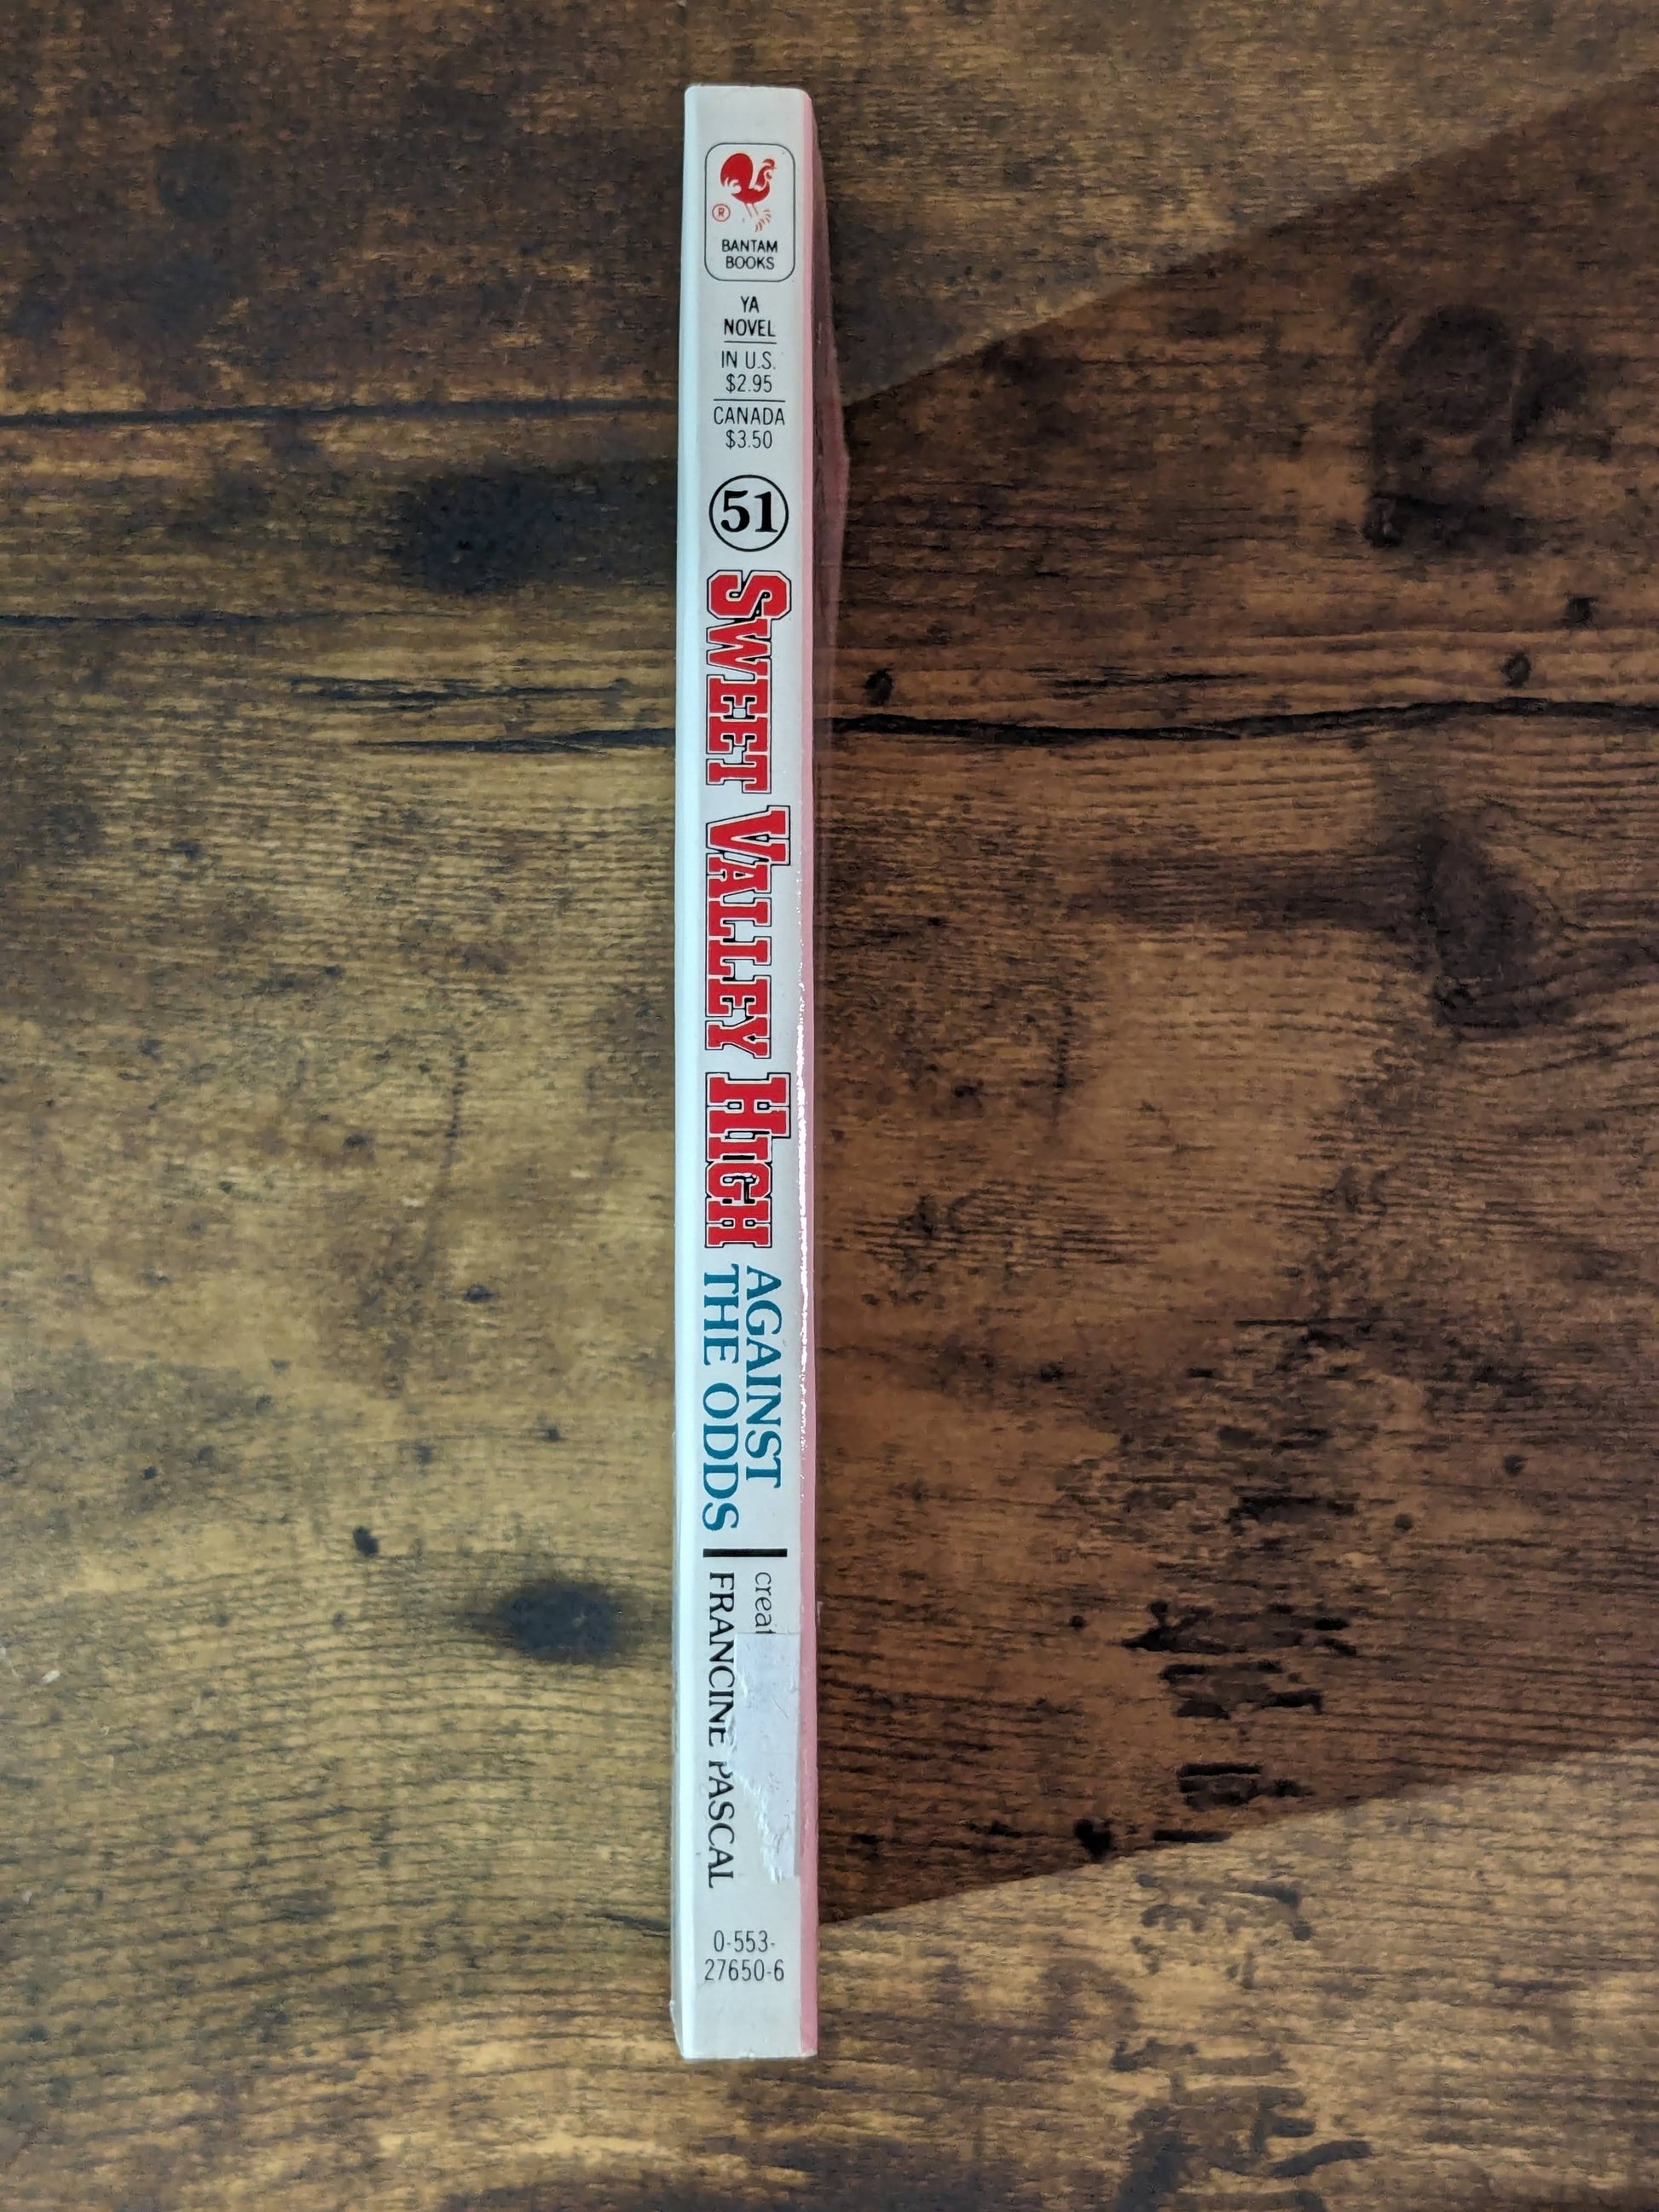 ®
BANTAM
BOOKS
YA
NOVEL
IN U.S.
$2.95
CANADA
$3.50
51
SWEET VALLEY HIGH
AGAINST
THE ODDS
FRANCINE PASCAL
0-553-
27650-6